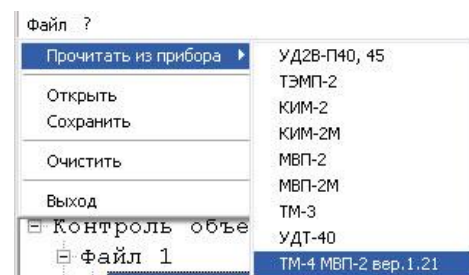 Файл ?
Прочитать из прибора
Открыть
Сохранить
Очистить
Выход
УД2В-П40, 45
ТЭМП-2
КИМ-2
КИМ-2М
МВП-2
МВП-2М
ТМ-3
УДТ-40
ТМ-4 МВП-2 вер.1.21
Контроль объе
Файл 1